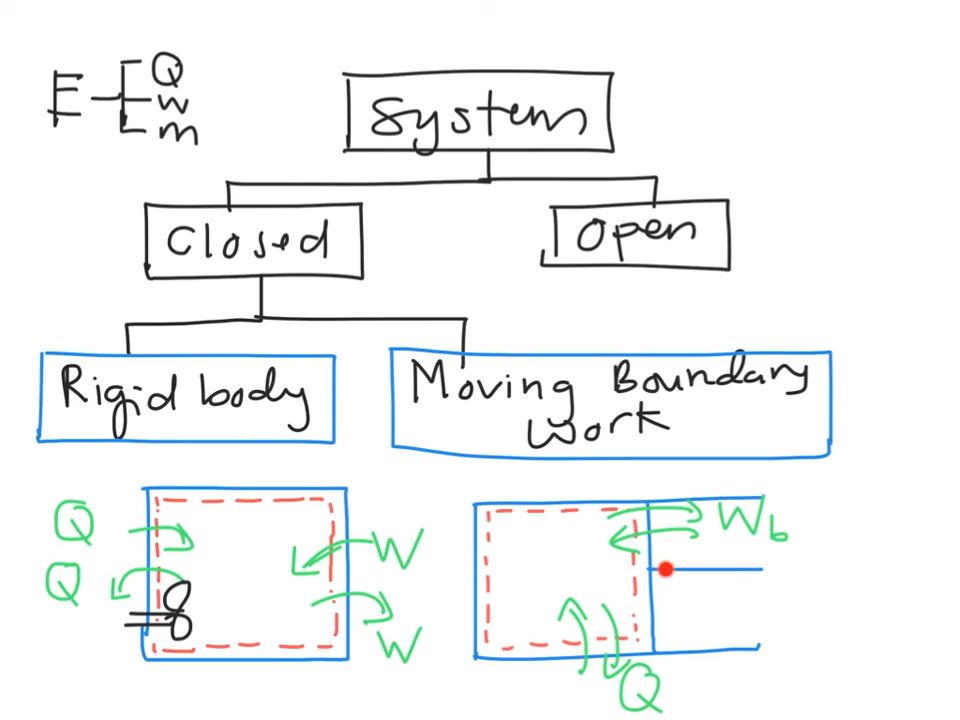 E
Q
W
m
System
Closed
Open
Rigid body
Moving Boundary
Work
Q
Q
W
W
Wb
Q